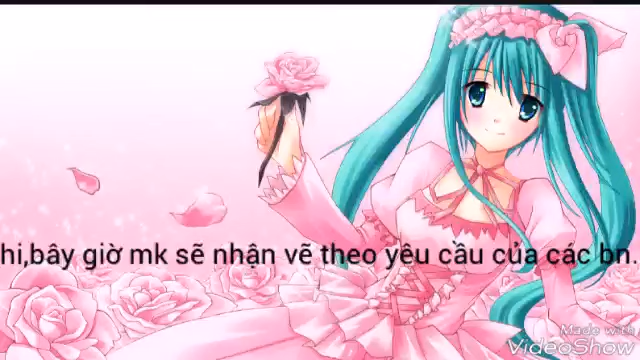 hi,bây giờ mk sẽ nhận vẽ theo yêu cầu của các bn.
Made with
VideoShow